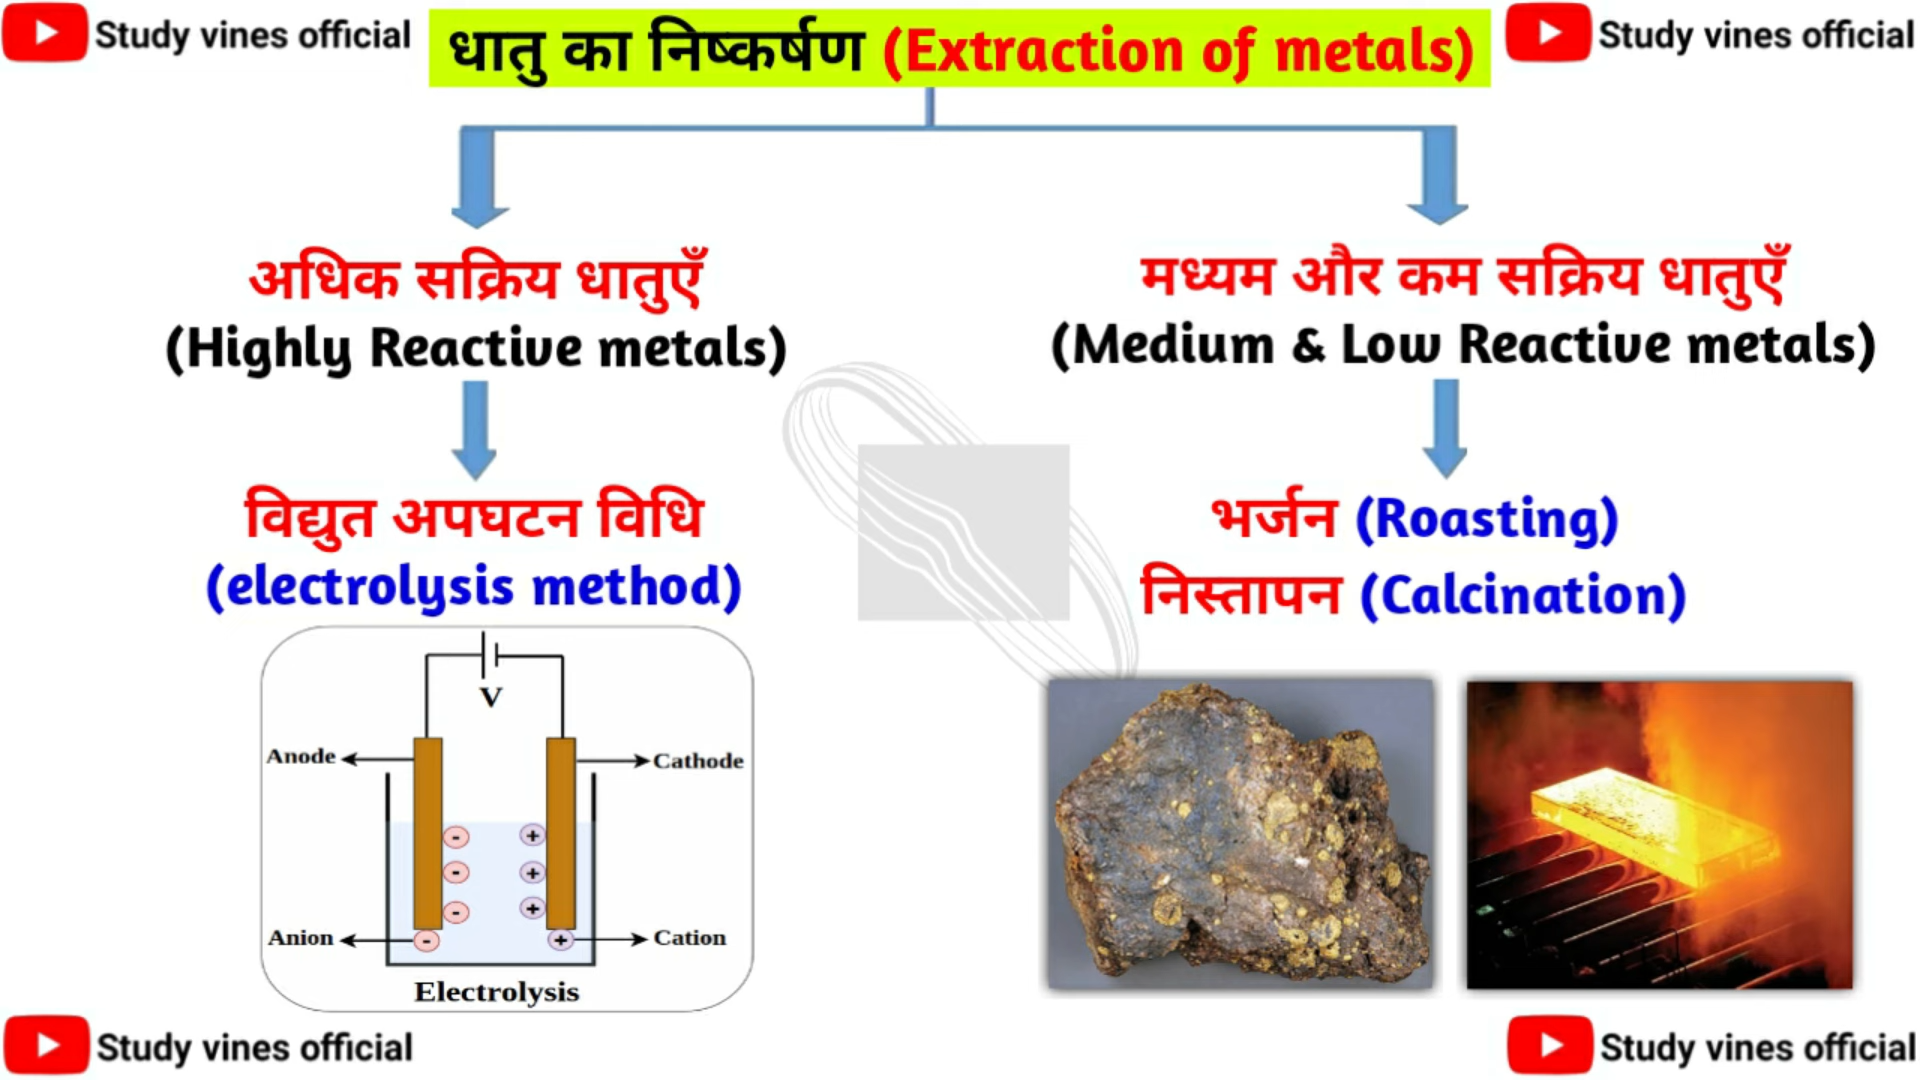 Study vines official
धातु का निष्कर्षण (Extraction of metals)
Study vines official
अधिक सक्रिय धातुएँ
(Highly Reactive metals)
मध्यम और कम सक्रिय धातुएँ
(Medium & Low Reactive metals)
विद्युत अपघटन विधि
(electrolysis method)
भर्जन (Roasting)
निस्तापन (Calcination)
V
Anode
Cathode
-
+
-
+
-
+
Anion
-
+
Cation
Electrolysis
Study vines official
Study vines official